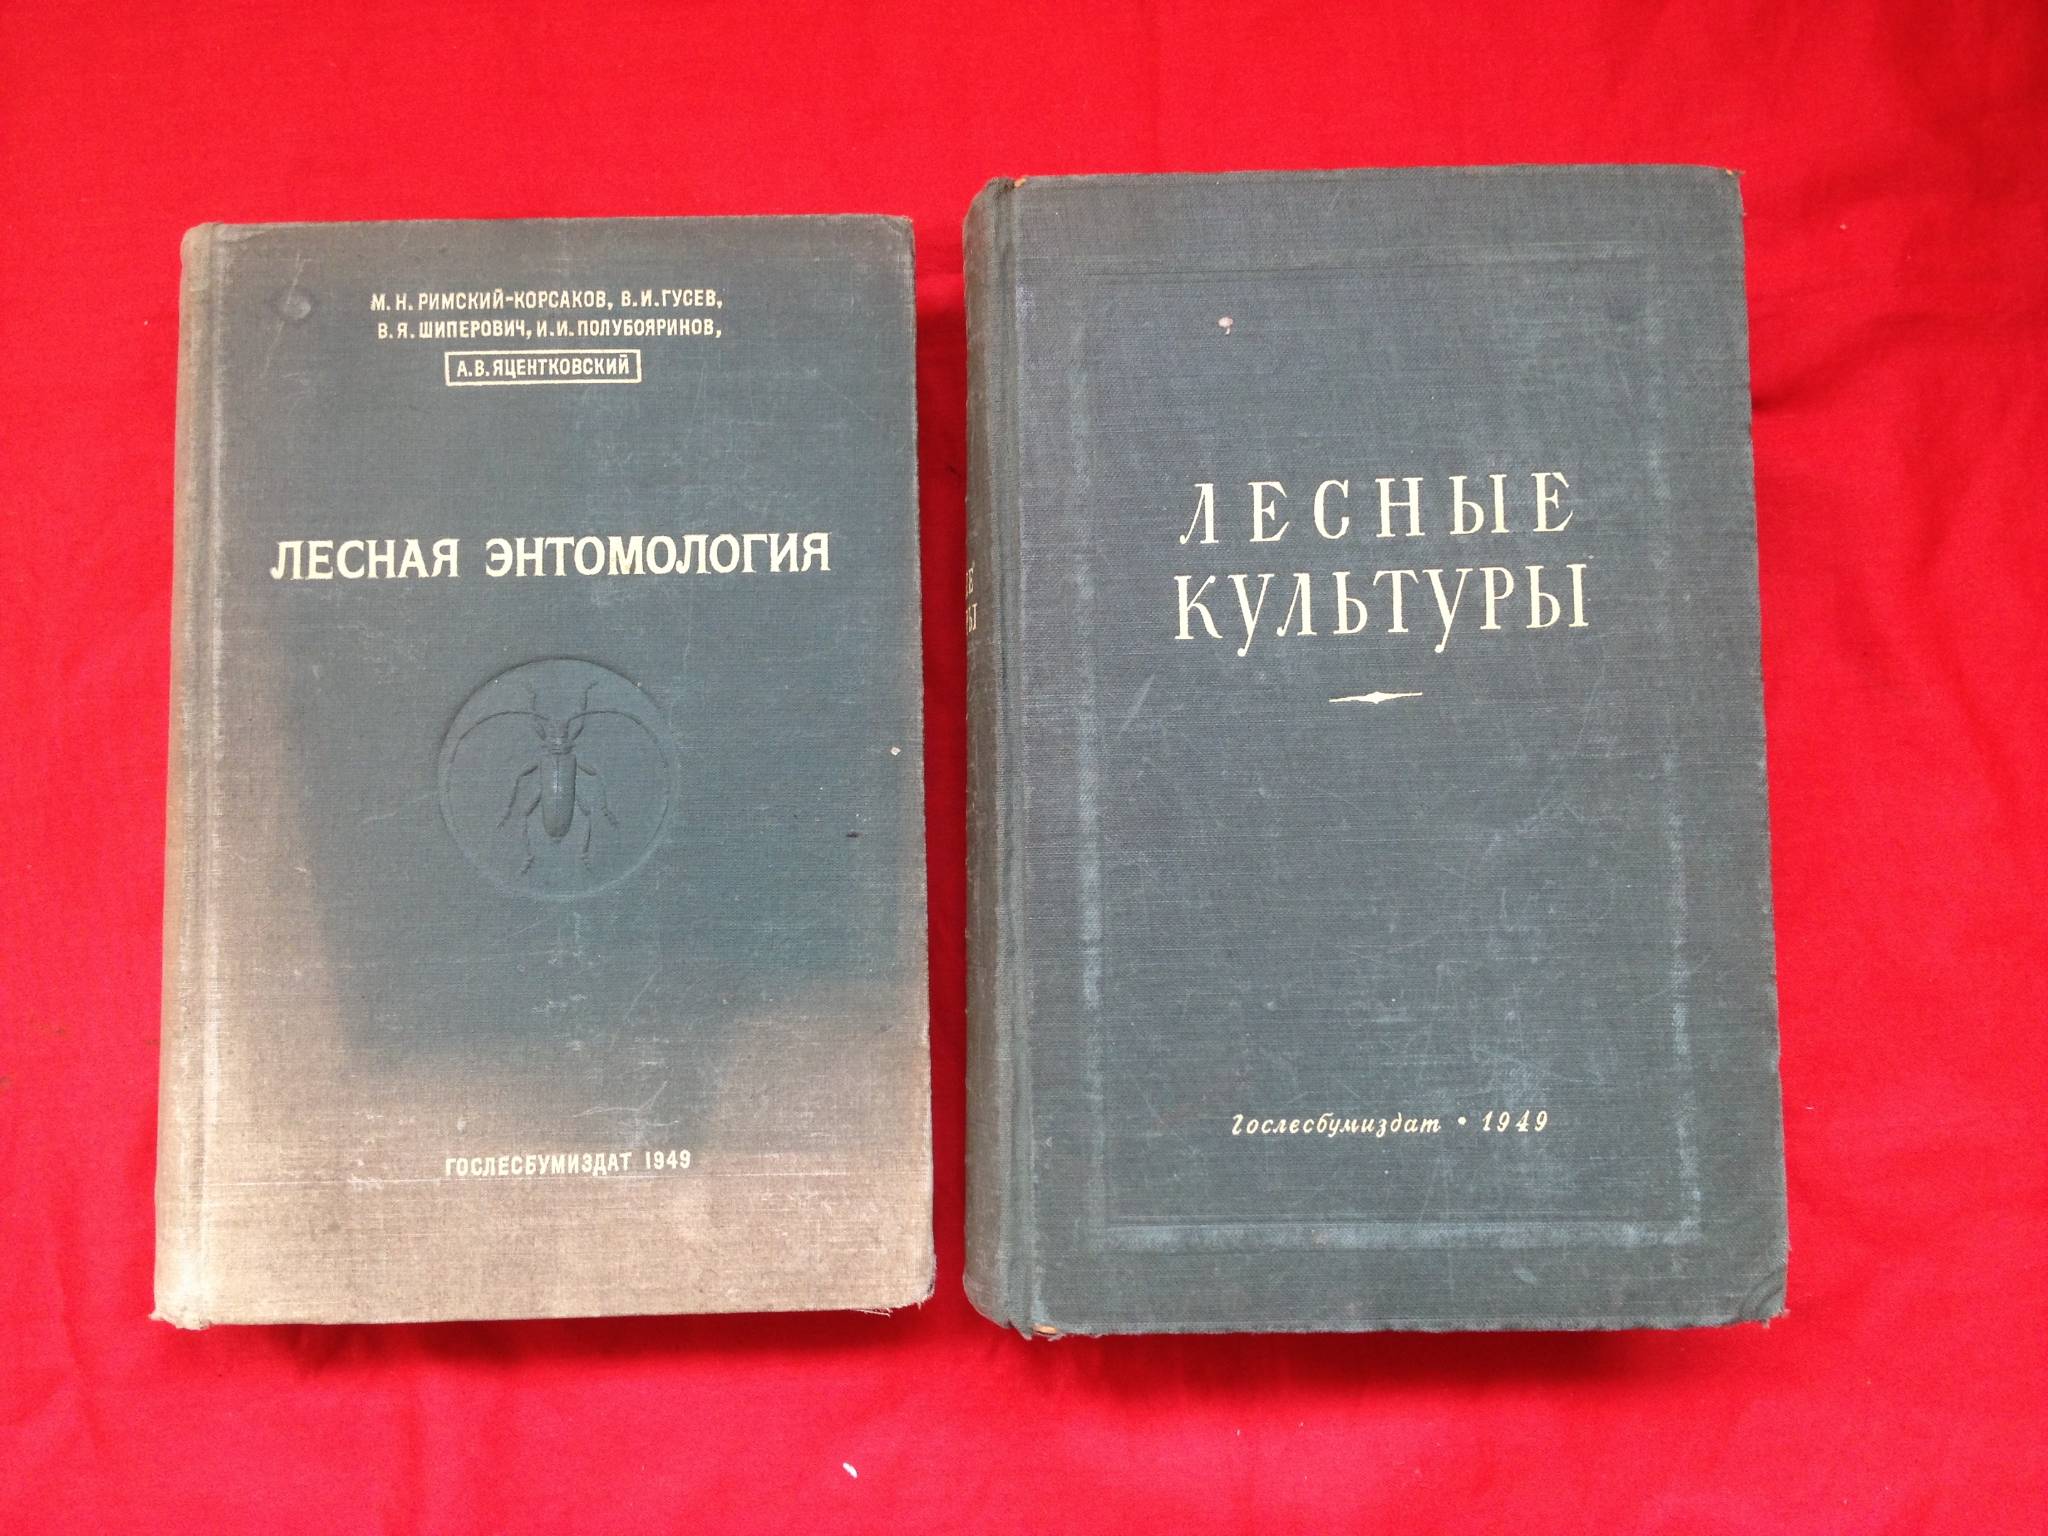 М. Н. РИМСКИЙ-КОРСАКОВ, В. И. ГУСЕВ,
В. Я. ШИПЕРОВИЧ, И. И. ПОЛУБОЯРИНОВ,
А. В. ЯЦЕНТКОВСКИЙ
ЛЕСНАЯ ЭНТОМОЛОГИЯ
ГОСЛЕСБУМИЗДАТ 1949
ЛЕСНЫЕ
КУЛЬТУРЫ
Гослесбумиздат • 1949